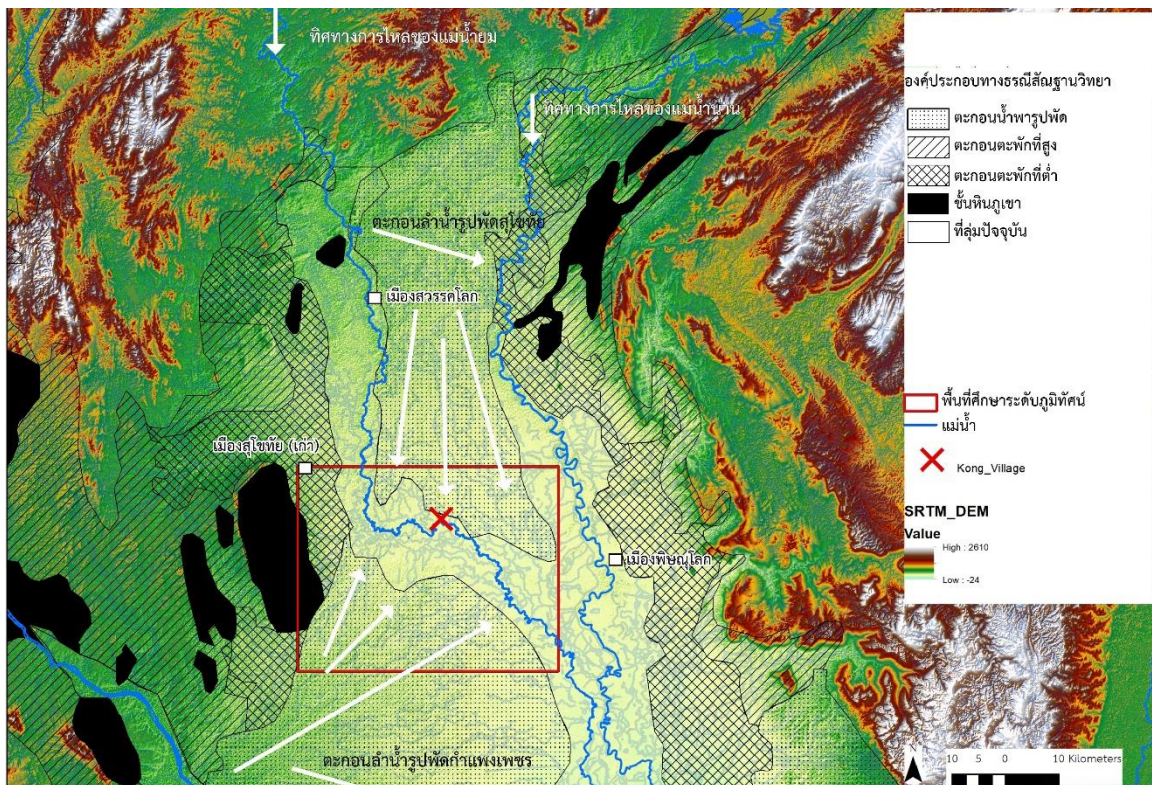 ทิศทางการไหลของแม่น้ำยม
ทิศทางการไหลของแม่น้ำน่าน
ตะกอนลำน้ำรูปพัดสุโขทัย
เมืองสวรรคโลก
เมืองสุโขทัย (เก่า)
เมืองพิษณุโลก
ตะกอนลำน้ำรูปพัดกำแพงเพชร
องค์ประกอบทางธรณีสัณฐานวิทยา
ตะกอนน้ำพารูปพัด
ตะกอนตะพักที่สูง
ตะกอนตะพักที่ต่ำ
ชั้นหินภูเขา
ที่ลุ่มปัจจุบัน
พื้นที่ศึกษาระดับภูมิทัศน์
แม่น้ำ
Kong_Village
SRTM_DEM
Value
High : 2610
Low : -24
N
10 5 0 10 Kilometers